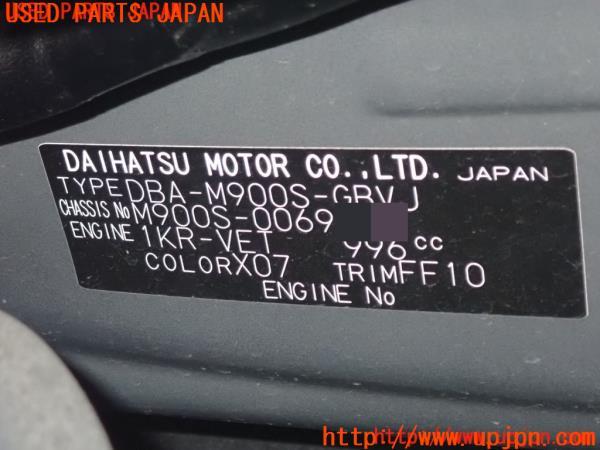 USED PARTS JAPAN
DAIHATSU MOTOR CO.,LTD. JAPAN
TYPE DBA-M900S-GBVJ
CHASSIS No M900S-0069
ENGINE 1KR-VET 996 cc
COLOR X07 TRIM FF10
ENGINE No
http://www.upjpn.com